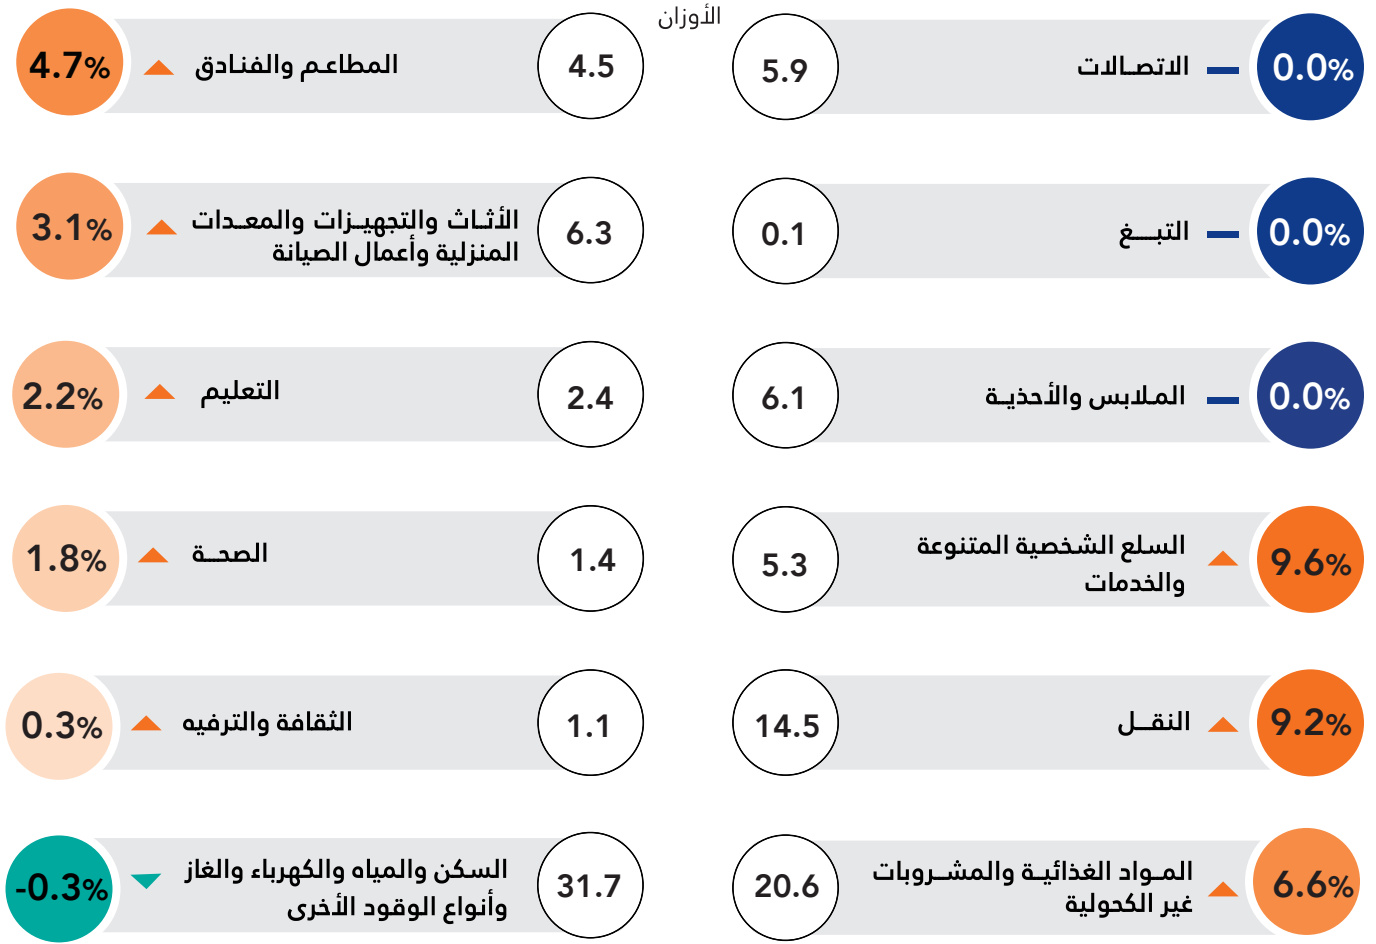 الأوزان
0.0%
الاتصالات
5.9
0.0%
التبغ
0.1
0.0%
الملابس والأحذية
6.1
9.6%
السلع الشخصية المتنوعة
والخدمات
5.3
9.2%
النقل
14.5
6.6%
المواد الغذائية والمشروبات
غير الكحولية
20.6
4.5
المطاعم والفنادق
4.7%
6.3
الأثاث والتجهيزات والمعدات
المنزلية وأعمال الصيانة
3.1%
2.4
التعليم
2.2%
1.4
الصحة
1.8%
1.1
الثقافة والترفيه
0.3%
31.7
السكن والمياه والكهرباء والغاز
وأنواع الوقود الأخرى
-0.3%